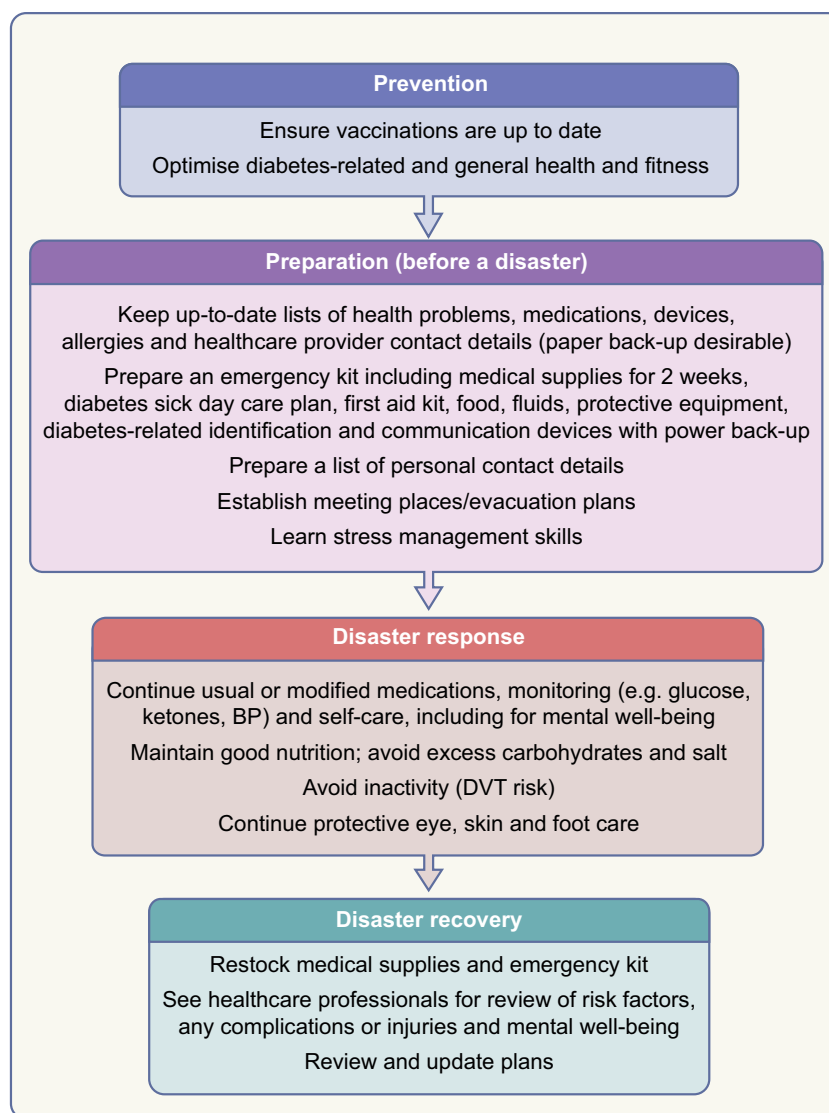 Prevention
Ensure vaccinations are up to date
Optimise diabetes-related and general health and fitness
Preparation (before a disaster)
Keep up-to-date lists of health problems, medications, devices,
allergies and healthcare provider contact details (paper back-up desirable)
Prepare an emergency kit including medical supplies for 2 weeks,
diabetes sick day care plan, first aid kit, food, fluids, protective equipment,
diabetes-related identification and communication devices with power back-up
Prepare a list of personal contact details
Establish meeting places/evacuation plans
Learn stress management skills
Disaster response
Continue usual or modified medications, monitoring (e.g. glucose,
ketones, BP) and self-care, including for mental well-being
Maintain good nutrition; avoid excess carbohydrates and salt
Avoid inactivity (DVT risk)
Continue protective eye, skin and foot care
Disaster recovery
Restock medical supplies and emergency kit
See healthcare professionals for review of risk factors,
any complications or injuries and mental well-being
Review and update plans